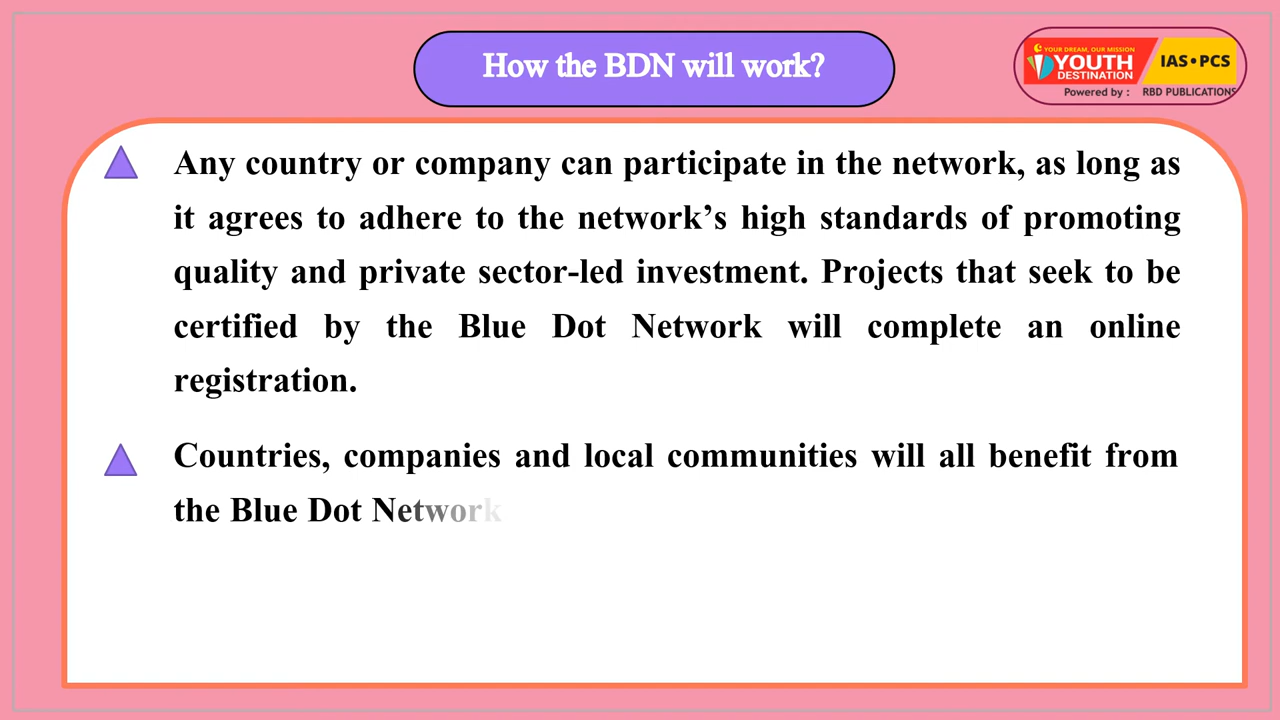 How the BDN will work?
YOUR DREAM, OUR MISSION
YOUTH
DESTINATION
IAS•PCS
Powered by : RBD PUBLICATIONS
Any country or company can participate in the network, as long as
it agrees to adhere to the network’s high standards of promoting
quality and private sector-led investment. Projects that seek to be
certified by the Blue Dot Network will complete an online
registration.
Countries, companies and local communities will all benefit from
the Blue Dot Network